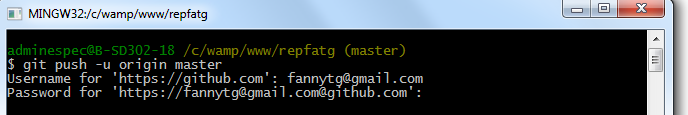 MINGW32:/c/wamp/www/repfatg
adminespec@B-SD302-18 /c/wamp/www/repfatg (master)
$ git push -u origin master
Username for 'https://github.com': fannytg@gmail.com
Password for 'https://fannytg@gmail.com@github.com':